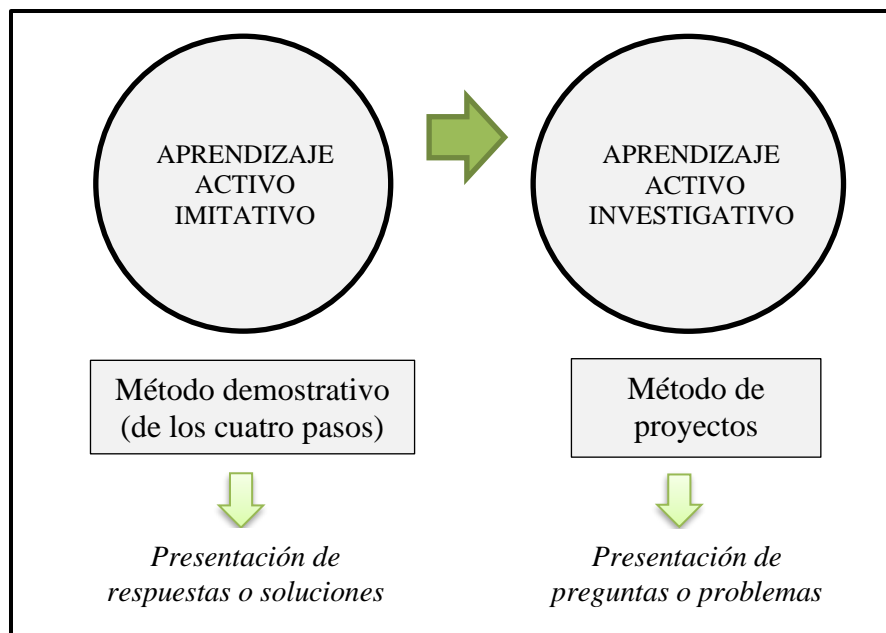 APRENDIZAJE
ACTIVO
IMITATIVO
APRENDIZAJE
ACTIVO
INVESTIGATIVO
Método demostrativo
(de los cuatro pasos)
Método de
proyectos
Presentación de
respuestas o soluciones
Presentación de
preguntas o problemas